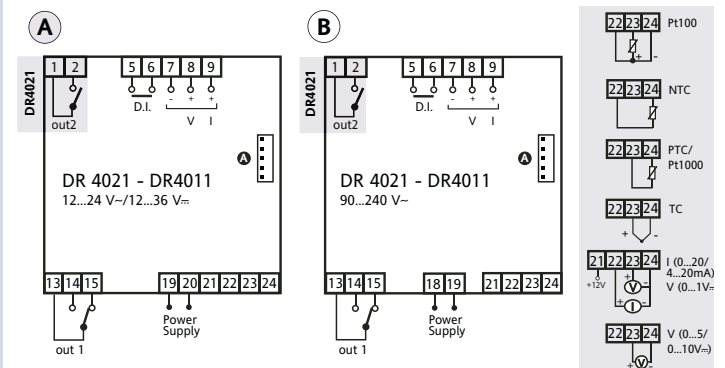 A
DR4021
1 2
5 6 7 8 9
D.I.
- + +
V I
out2
A
DR 4021 - DR4011
12...24 V~/12...36 V⎓
13 14 15
19 20 21 22 23 24
Power
Supply
out 1
B
DR4021
1 2
5 6 7 8 9
D.I.
- + +
V I
out2
A
DR 4021 - DR4011
90...240 V~
13 14 15
18 19
21 22 23 24
Power
Supply
out 1
22 23 24 Pt100
+ -
22 23 24 NTC
22 23 24 PTC/
Pt1000
22 23 24 TC
+ -
21 22 23 24 I (0...20/
4...20mA)
V (0...1V⎓
+12V
+ V -
+ I -
22 23 24 V (0...5/
0...10V⎓)
+ V -